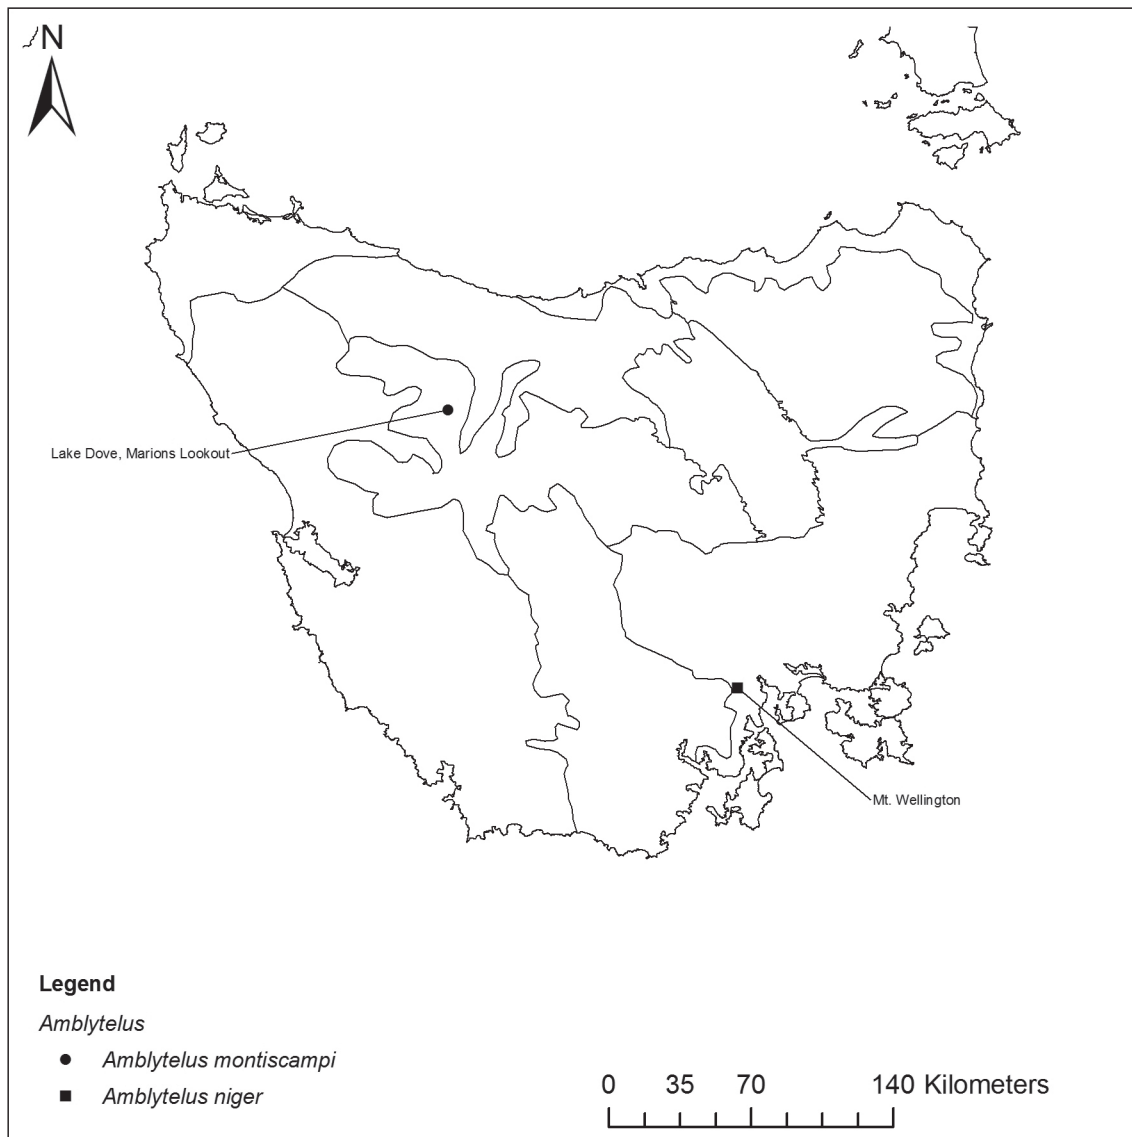 N
Lake Dove, Marions Lookout
Mt. Wellington
Legend
Amblytelus
Amblytelus montiscampi
Amblytelus niger
0 35 70 140 Kilometers